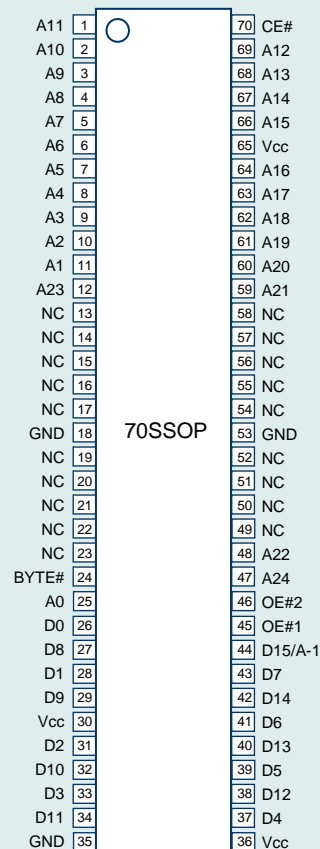 A11 1 70 CE#
A10 2 69 A12
A9 3 68 A13
A8 4 67 A14
A7 5 66 A15
A6 6 65 Vcc
A5 7 64 A16
A4 8 63 A17
A3 9 62 A18
A2 10 61 A19
A1 11 60 A20
A23 12 59 A21
NC 13 58 NC
NC 14 57 NC
NC 15 56 NC
NC 16 55 NC
NC 17 54 NC
GND 18 70SSOP 53 GND
NC 19 52 NC
NC 20 51 NC
NC 21 50 NC
NC 22 49 NC
NC 23 48 A22
BYTE# 24 47 A24
A0 25 46 OE#2
D0 26 45 OE#1
D8 27 44 D15/A-1
D1 28 43 D7
D9 29 42 D14
Vcc 30 41 D6
D2 31 40 D13
D10 32 39 D5
D3 33 38 D12
D11 34 37 D4
GND 35 36 Vcc